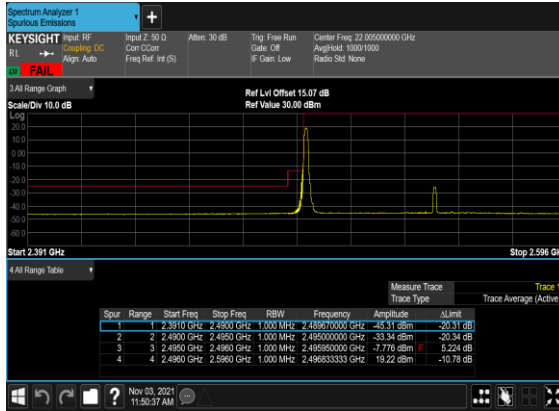 Spectrum Analyzer 1
Spurious Emissions
+
KEYSIGHT Input: RF Input Z: 50 Ω Atten: 30 dB Trig: Free Run Center Freq: 22.005000000 GHz
RL Coupling: DC Corr CCorr Gate: Off Avg|Hold: 1000/1000
Align: Auto Freq Ref: Int (S) IF Gain: Low Radio Std: None
FAIL
3 All Range Graph
Ref Lvl Offset 15.07 dB
Scale/Div 10.0 dB Ref Value 30.00 dBm
Log
20.0
10.0
0.00
-10.0
-20.0
-30.0
-40.0
-50.0
-60.0
Start 2.391 GHz Stop 2.596 GH
4 All Range Table
Measure Trace Trace 1
Trace Type Trace Average (Active
Spur Range Start Freq Stop Freq RBW Frequency Amplitude ΔLimit
1 1 2.3910 GHz 2.4900 GHz 1.000 MHz 2.489670000 GHz -45.31 dBm -20.31 dB
2 2 2.4900 GHz 2.4950 GHz 1.000 MHz 2.495000000 GHz -33.34 dBm -20.34 dB
3 3 2.4950 GHz 2.4960 GHz 1.000 MHz 2.495950000 GHz -7.776 dBm F 5.224 dB
4 4 2.4960 GHz 2.5960 GHz 1.000 MHz 2.496833333 GHz 19.22 dBm -10.78 dB
? Nov 03, 2021
11:50:37 AM